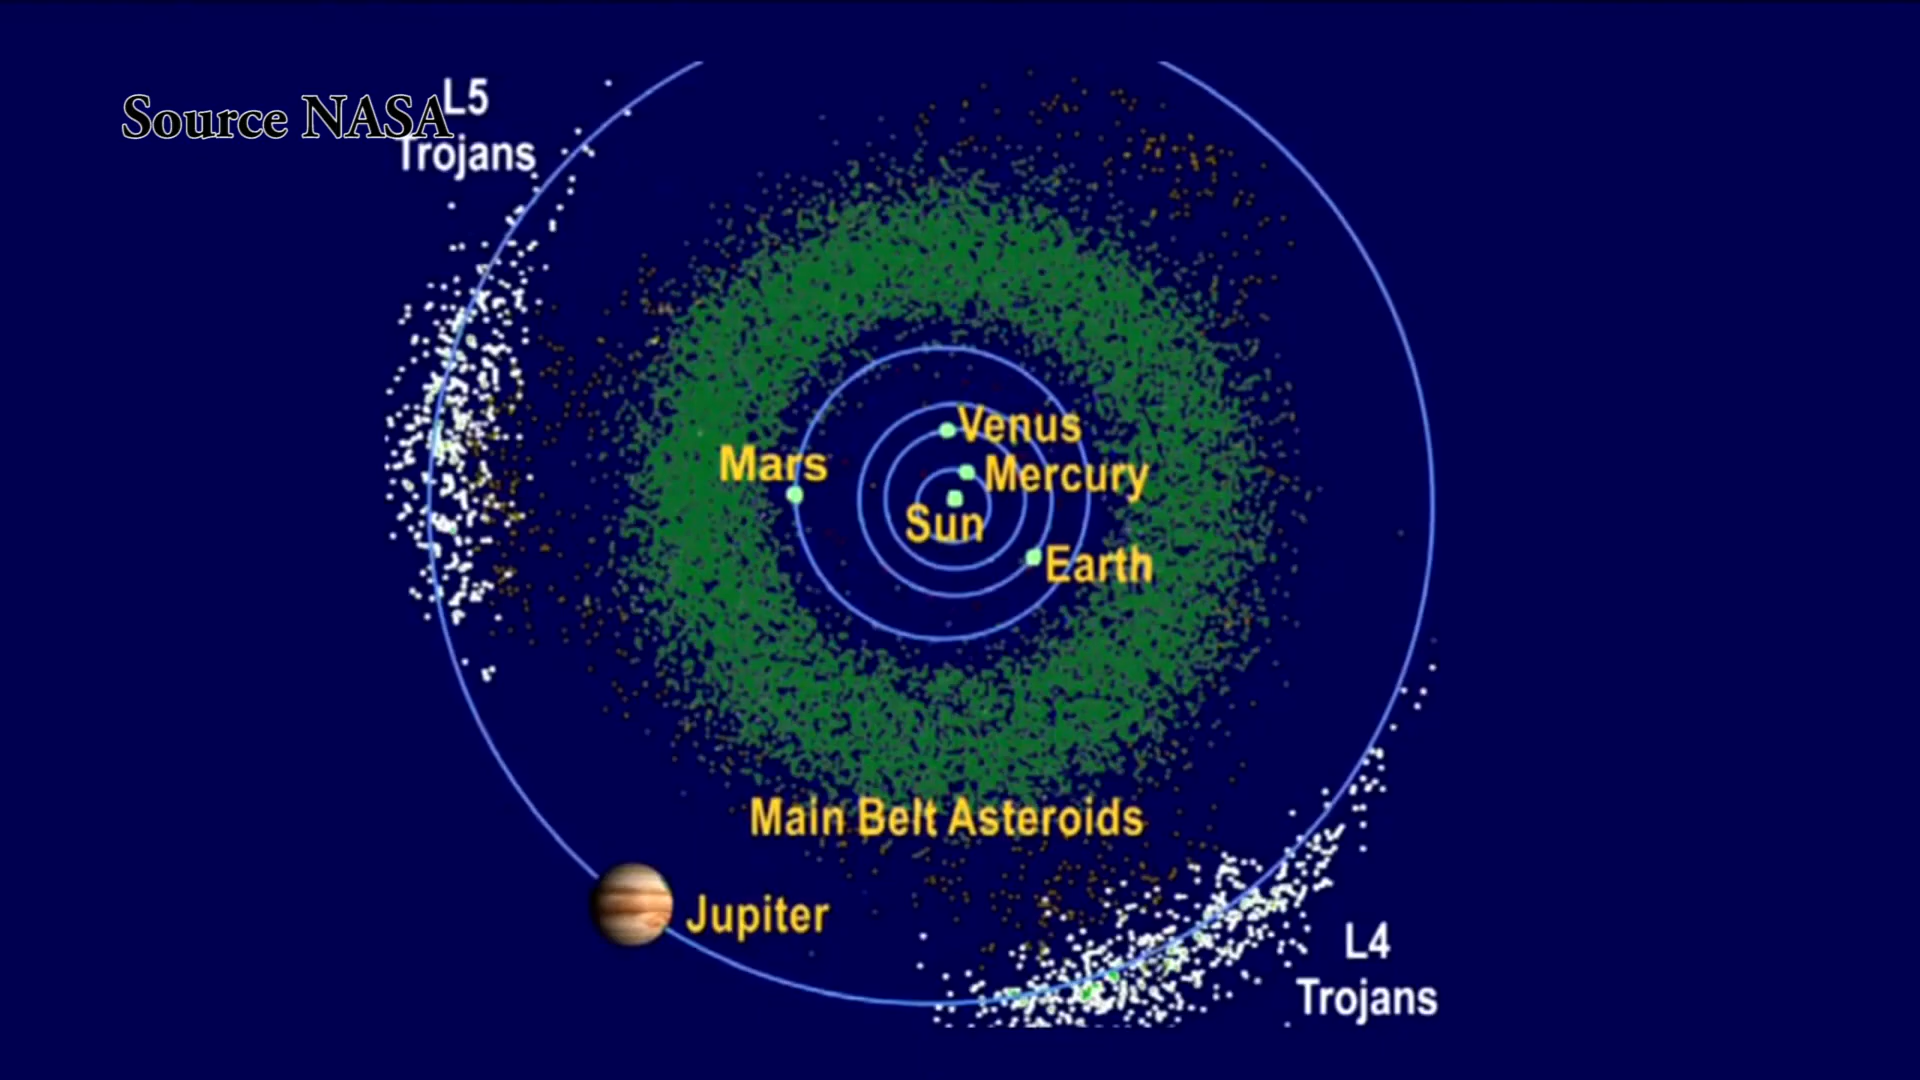 Source NASA
L5
Trojans
Venus
Mars
Mercury
Sun
Earth
Main Belt Asteroids
Jupiter
L4
Trojans